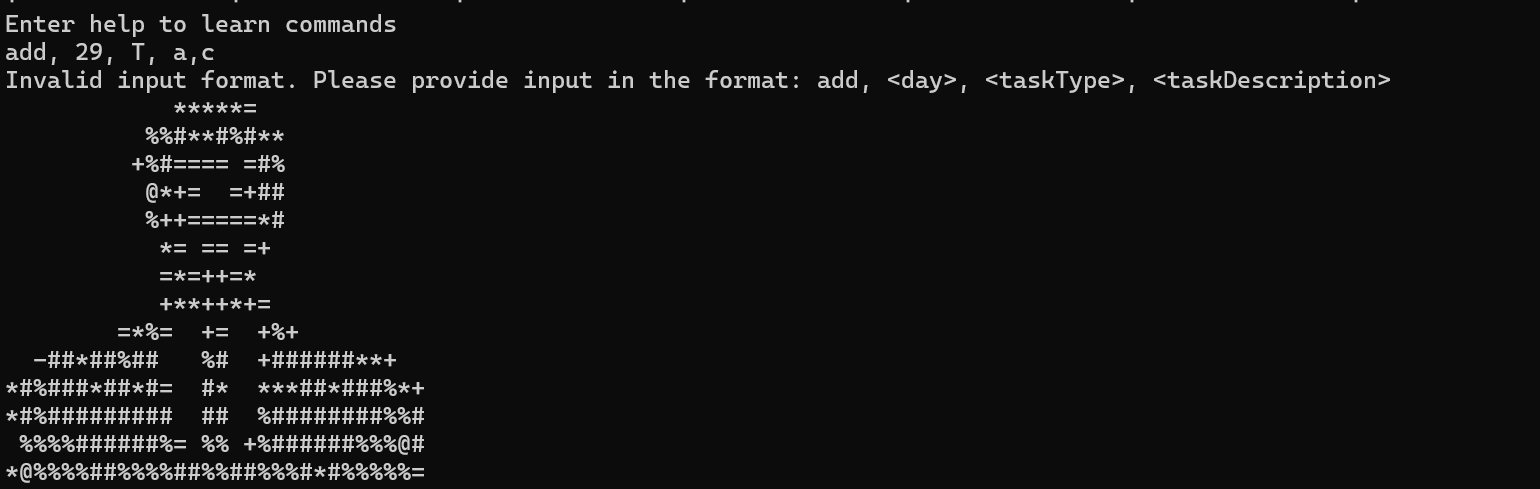 Enter help to learn commands
add, 29, T, a,c
Invalid input format. Please provide input in the format: add, <day>, <taskType>, <taskDescription>
            *****=
          %%#**#%#**
         +%#==== =#%
          @*+=  =+##
          %++=====*#
           *= == =+
           =*=++=*
           +**++*+=
        =*%=  +=  +%+
  -##*##%##   %#  +######**+
*#%###*##*#=  #*  ***##*###%*+
*#%#########  ##  %########%%#
 %%%%######%= %% +%######%%%@#
*@%%%%##%%%%##%%##%%%#*#%%%%%=